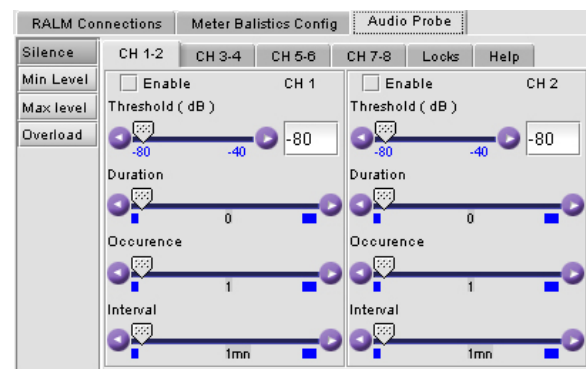 RALM Connections Meter Balistics Config Audio Probe
Silence CH 1-2 CH 3-4 CH 5-6 CH 7-8 Locks Help
Min Level Enable CH 1 Enable CH 2
Max level Threshold ( dB ) Threshold ( dB )
Overload -80 -40 -80 -80 -40 -80
Duration Duration
0 0
Occurence Occurence
1 1
Interval Interval
1mn 1mn